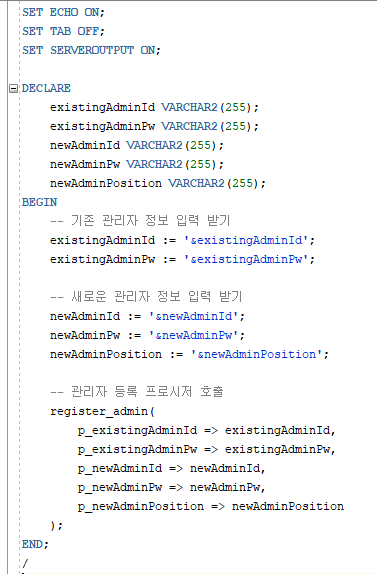 SET ECHO ON;
SET TAB OFF;
SET SERVEROUTPUT ON;

DECLARE
    existingAdminId VARCHAR2(255);
    existingAdminPw VARCHAR2(255);
    newAdminId VARCHAR2(255);
    newAdminPw VARCHAR2(255);
    newAdminPosition VARCHAR2(255);
BEGIN
    -- 기존 관리자 정보 입력 받기
    existingAdminId := '&existingAdminId';
    existingAdminPw := '&existingAdminPw';

    -- 새로운 관리자 정보 입력 받기
    newAdminId := '&newAdminId';
    newAdminPw := '&newAdminPw';
    newAdminPosition := '&newAdminPosition';

    -- 관리자 등록 프로시저 호출
    register_admin(
        p_existingAdminId => existingAdminId,
        p_existingAdminPw => existingAdminPw,
        p_newAdminId => newAdminId,
        p_newAdminPw => newAdminPw,
        p_newAdminPosition => newAdminPosition
    );
END;
/